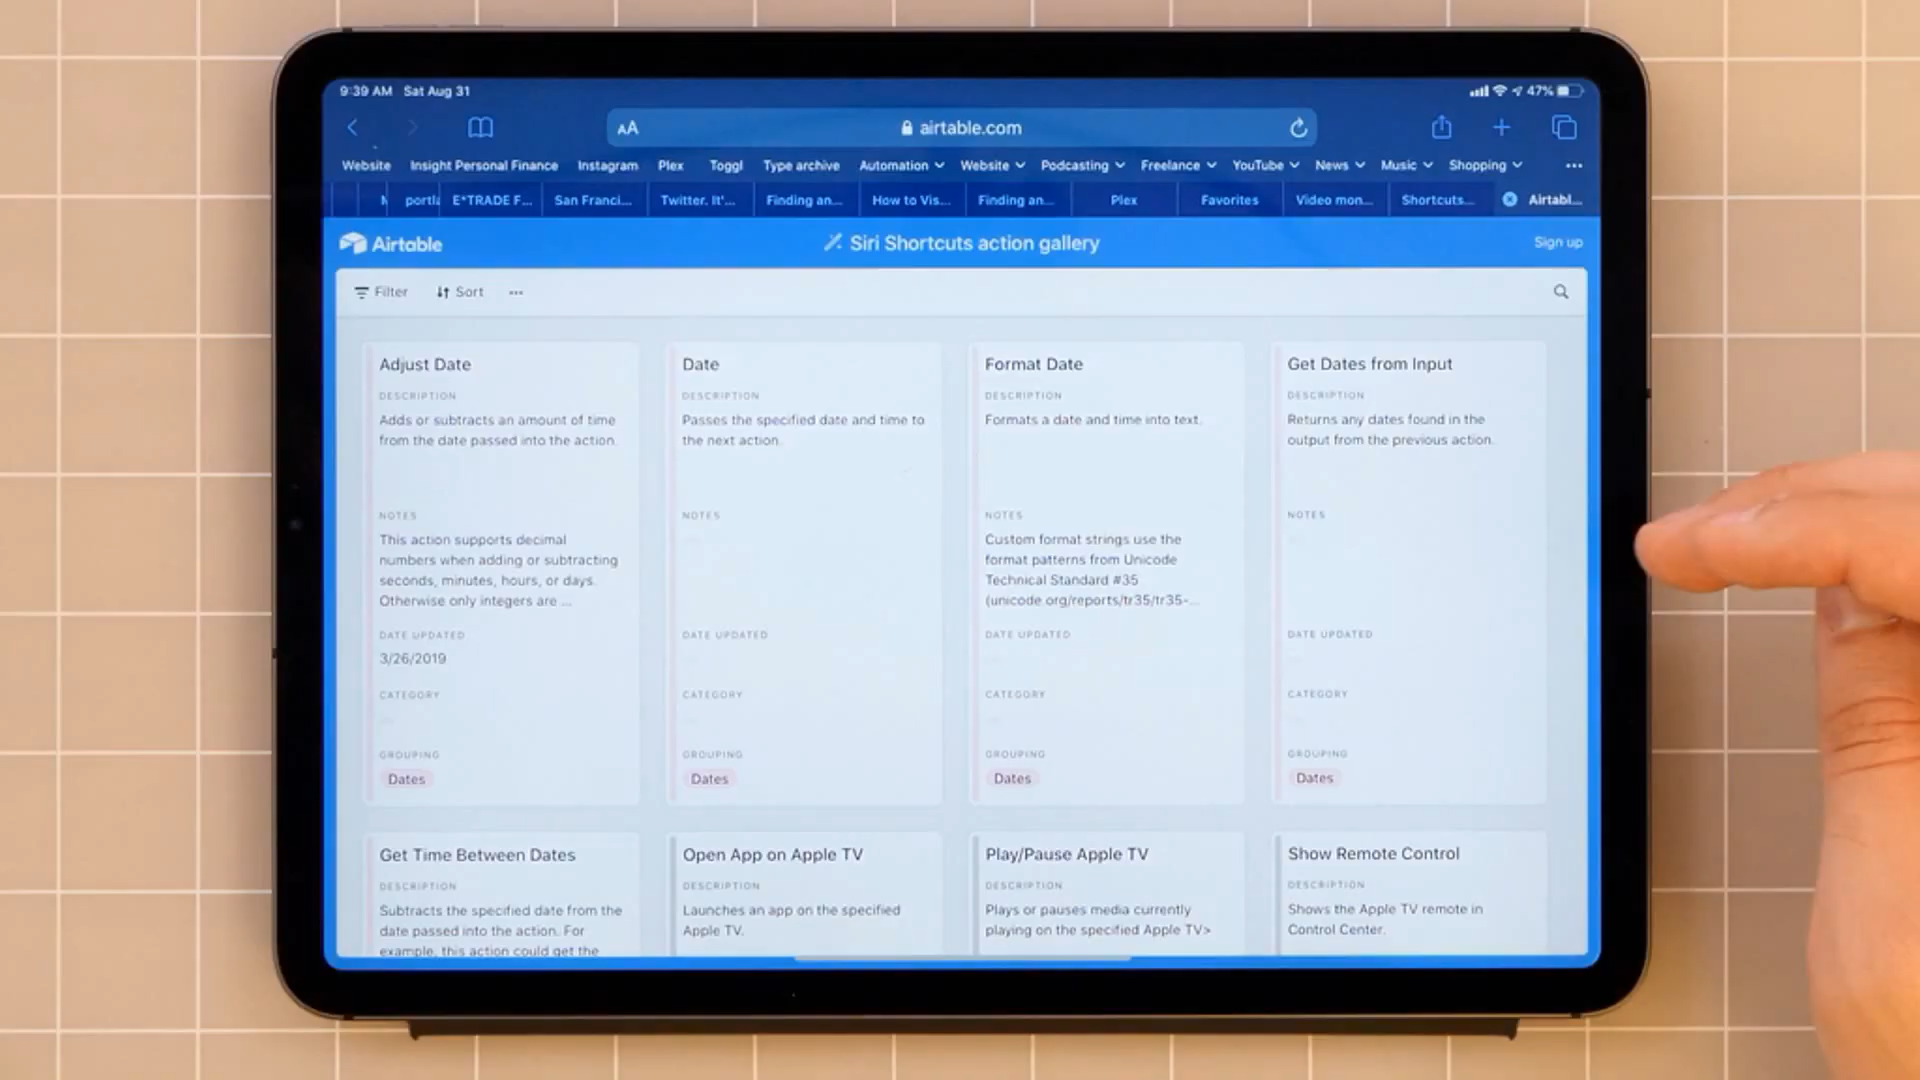 9:39 AM Sat Aug 31
47%
AA
airtable.com
Website Insight Personal Finance Instagram Plex Toggl Type archive Automation Website Podcasting Freelance YouTube News Music Shopping
portla E*TRADE F... San Franci... Twitter. It'... Finding an... How to Vis... Finding an... Plex Favorites Video mon... Shortcuts... Airtabl...
Airtable
Siri Shortcuts action gallery
Sign up
Filter Sort
Adjust Date
DESCRIPTION
Adds or subtracts an amount of time
from the date passed into the action.
NOTES
This action supports decimal
numbers when adding or subtracting
seconds, minutes, hours, or days.
Otherwise only integers are ...
DATE UPDATED
3/26/2019
CATEGORY
GROUPING
Dates
Date
DESCRIPTION
Passes the specified date and time to
the next action.
NOTES
DATE UPDATED
CATEGORY
GROUPING
Dates
Format Date
DESCRIPTION
Formats a date and time into text.
NOTES
Custom format strings use the
format patterns from Unicode
Technical Standard #35
(unicode.org/reports/tr35/tr35-...
DATE UPDATED
CATEGORY
GROUPING
Dates
Get Dates from Input
DESCRIPTION
Returns any dates found in the
output from the previous action.
NOTES
DATE UPDATED
CATEGORY
GROUPING
Dates
Get Time Between Dates
DESCRIPTION
Subtracts the specified date from the
date passed into the action. For
example, this action could get the
Open App on Apple TV
DESCRIPTION
Launches an app on the specified
Apple TV.
Play/Pause Apple TV
DESCRIPTION
Plays or pauses media currently
playing on the specified Apple TV>
Show Remote Control
DESCRIPTION
Shows the Apple TV remote in
Control Center.